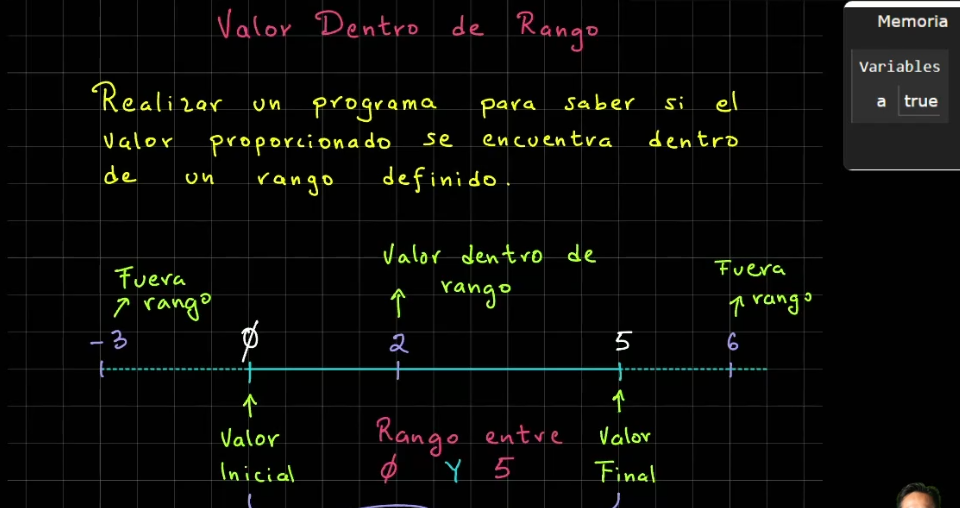 Valor Dentro de Rango
Realizar un programa para saber si el
valor proporcionado se encuentra dentro
de un rango definido.
Fuera
rango
Valor dentro de
rango
Fuera
rango
-3 0 2 5 6
Valor
Inicial
Rango entre
0 Y 5
Valor
Final
Memoria
Variables
a true